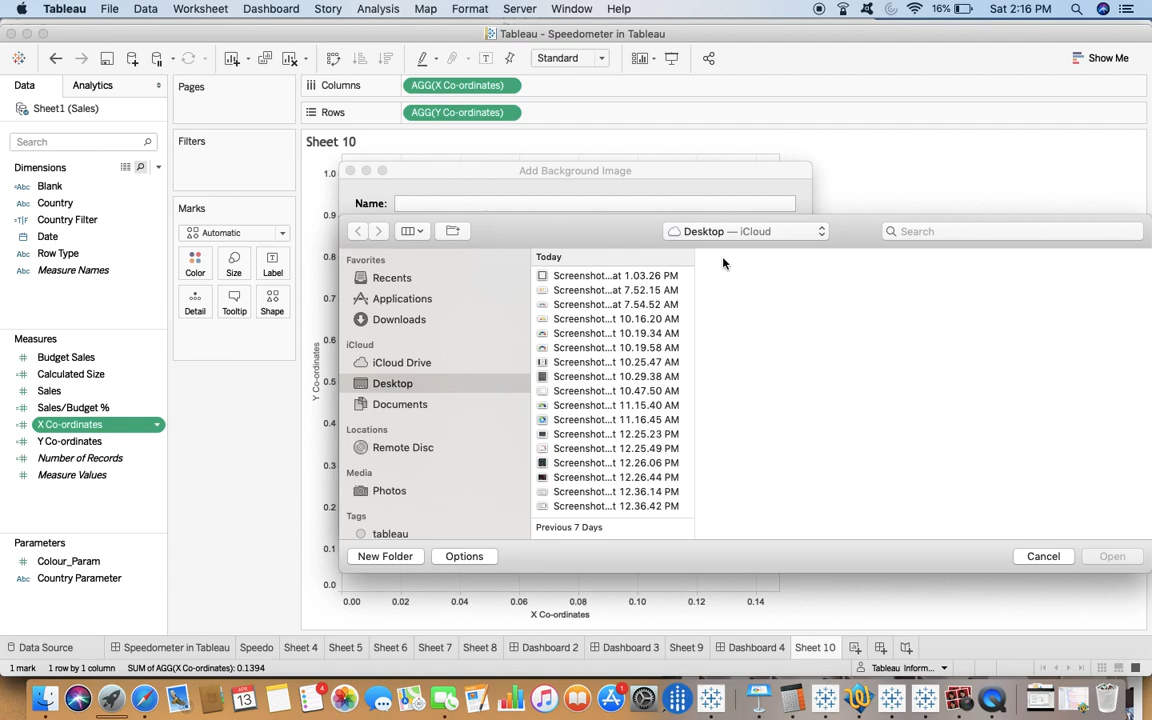 Tableau File Data Worksheet Dashboard Story Analysis Map Format Server Window Help 16% Sat 2:16 PM
Tableau - Speedometer in Tableau
Standard Show Me
Data Analytics Pages Columns AGG(X Co-ordinates)
Sheet1 (Sales) Rows AGG(Y Co-ordinates)
Search Filters Sheet 10
Dimensions
Abc Blank
Abc Country
T|F Country Filter
Date
Abc Row Type
Abc Measure Names
Marks
Automatic
Color Size Label
Detail Tooltip Shape
Measures
Budget Sales
Calculated Size
Sales
Sales/Budget %
X Co-ordinates
Y Co-ordinates
Number of Records
Measure Values
Parameters
Colour_Param
Abc Country Parameter
1.0
0.9
0.8
0.7
0.6
0.5
0.4
0.3
0.2
0.1
0.0
Y Co-ordinates
0.00 0.02 0.04 0.06 0.08 0.10 0.12 0.14
X Co-ordinates
Add Background Image
Name:
Desktop — iCloud Search
Favorites
Recents
Applications
Downloads
iCloud
iCloud Drive
Desktop
Documents
Locations
Remote Disc
Media
Photos
Tags
tableau
Today
Screenshot...at 1.03.26 PM
Screenshot...at 7.52.15 AM
Screenshot...at 7.54.52 AM
Screenshot...t 10.16.20 AM
Screenshot...t 10.19.34 AM
Screenshot...t 10.19.58 AM
Screenshot...t 10.25.47 AM
Screenshot...t 10.29.38 AM
Screenshot...t 10.47.50 AM
Screenshot...t 11.15.40 AM
Screenshot...t 11.16.45 AM
Screenshot...t 12.25.23 PM
Screenshot...t 12.25.49 PM
Screenshot...t 12.26.06 PM
Screenshot...t 12.26.44 PM
Screenshot...t 12.36.14 PM
Screenshot...t 12.36.42 PM
Previous 7 Days
New Folder Options Cancel Open
Data Source Speedometer in Tableau Speedo Sheet 4 Sheet 5 Sheet 6 Sheet 7 Sheet 8 Dashboard 2 Dashboard 3 Sheet 9 Dashboard 4 Sheet 10
1 mark 1 row by 1 column SUM of AGG(X Co-ordinates): 0.1394 Tableau Inform...